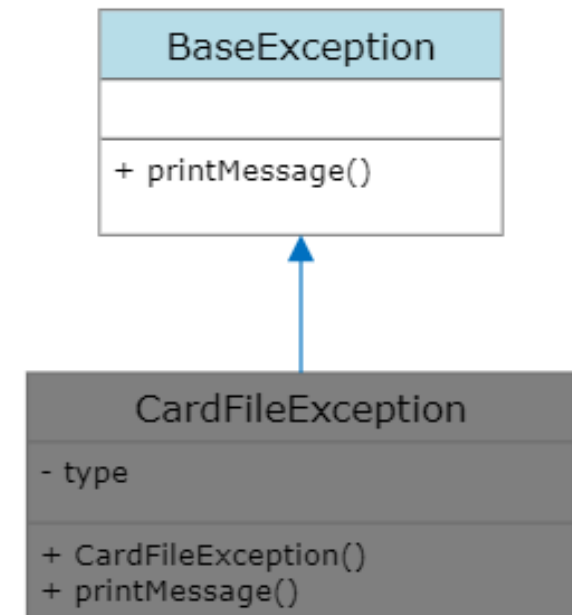 BaseException
+ printMessage()
CardFileException
- type
+ CardFileException()
+ printMessage()